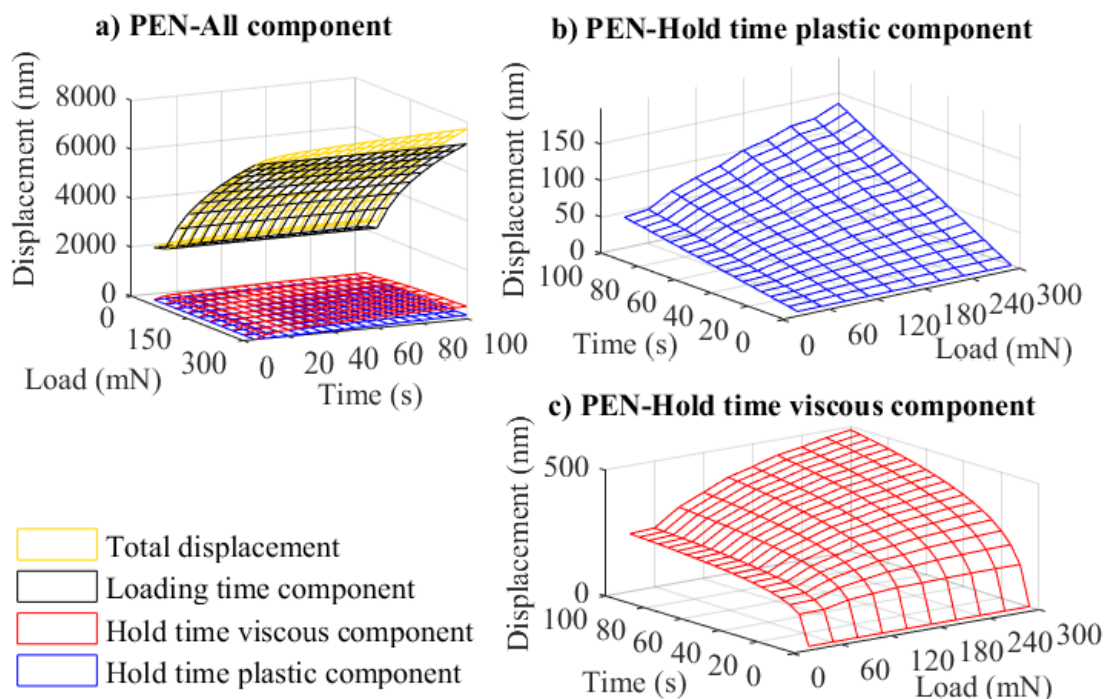 a) PEN-All component
8000
6000
4000
2000
0
Displacement (nm)
0
150
300
Load (mN)
0
20
40
60
80
100
Time (s)
b) PEN-Hold time plastic component
150
100
50
0
Displacement (nm)
100
80
60
40
20
0
Time (s)
0
60
120
180
240
300
Load (mN)
c) PEN-Hold time viscous component
500
0
Displacement (nm)
100
80
60
40
20
0
Time (s)
0
60
120
180
240
300
Load (mN)
Total displacement
Loading time component
Hold time viscous component
Hold time plastic component